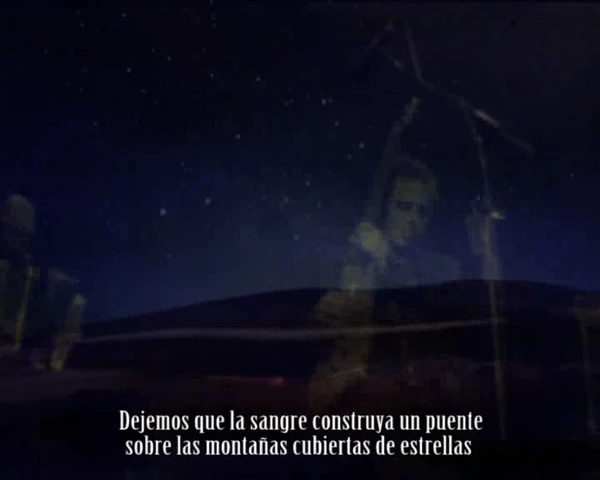 Dejemos que la sangre construya un puente
sobre las montañas cubiertas de estrellas